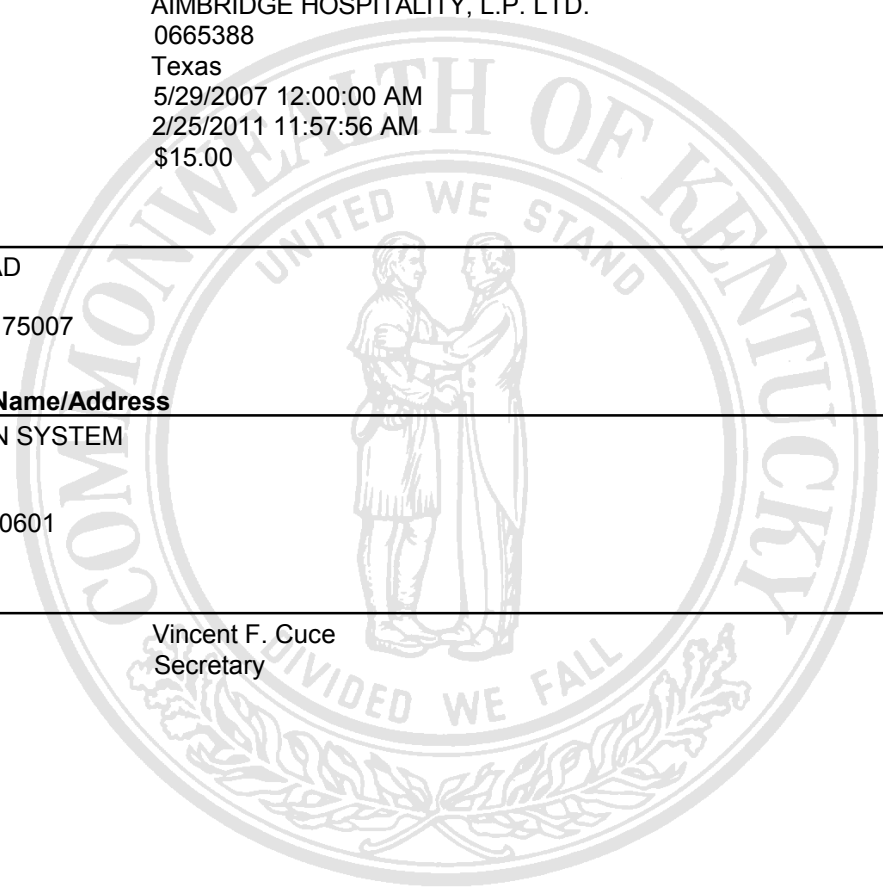 AIMBRIDGE HOSPITALITY, L.P. LTD.
0665388
Texas
5/29/2007 12:00:00 AM
2/25/2011 11:57:56 AM
$15.00
AD
75007
Name/Address
N SYSTEM
0601
Vincent F. Cuce
Secretary
COMMONWEALTH OF KENTUCKY
UNITED WE STAND
DIVIDED WE FALL